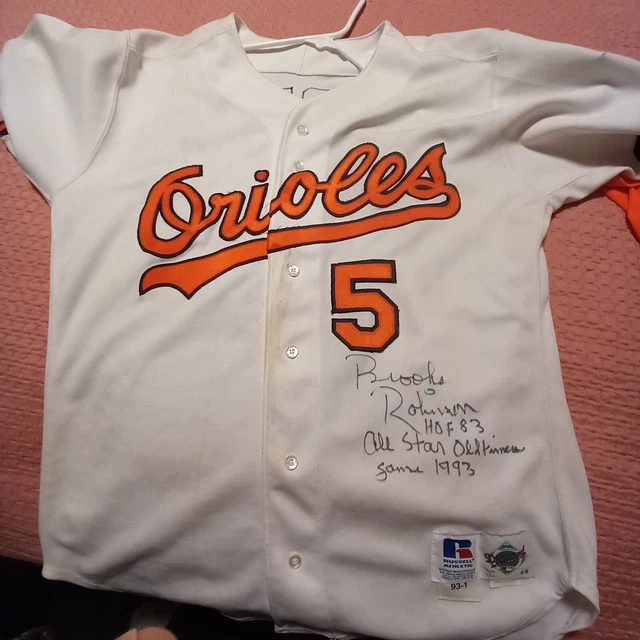 Orioles
5
Brooks
Robinson
HOF 83
All Star Oldtimers
game 1993
R
RUSSELL
ATHLETIC
93-1